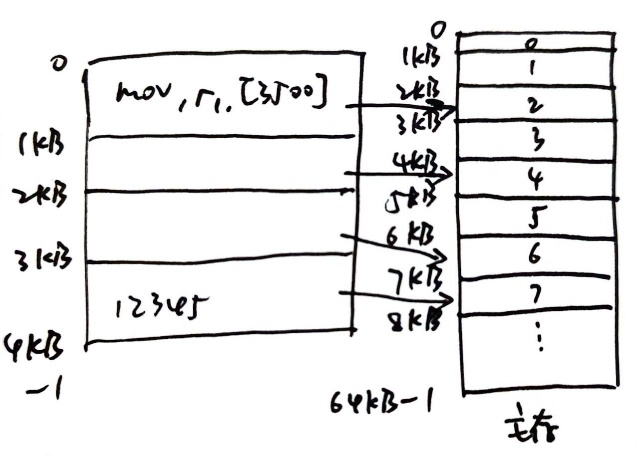 0
mov, r1, [3500]
1KB
2KB
3KB
12345
4KB
-1
0
1KB
2KB
3KB
4KB
5KB
6KB
7KB
8KB
64KB-1
0
1
2
3
4
5
6
7
⋮
主存